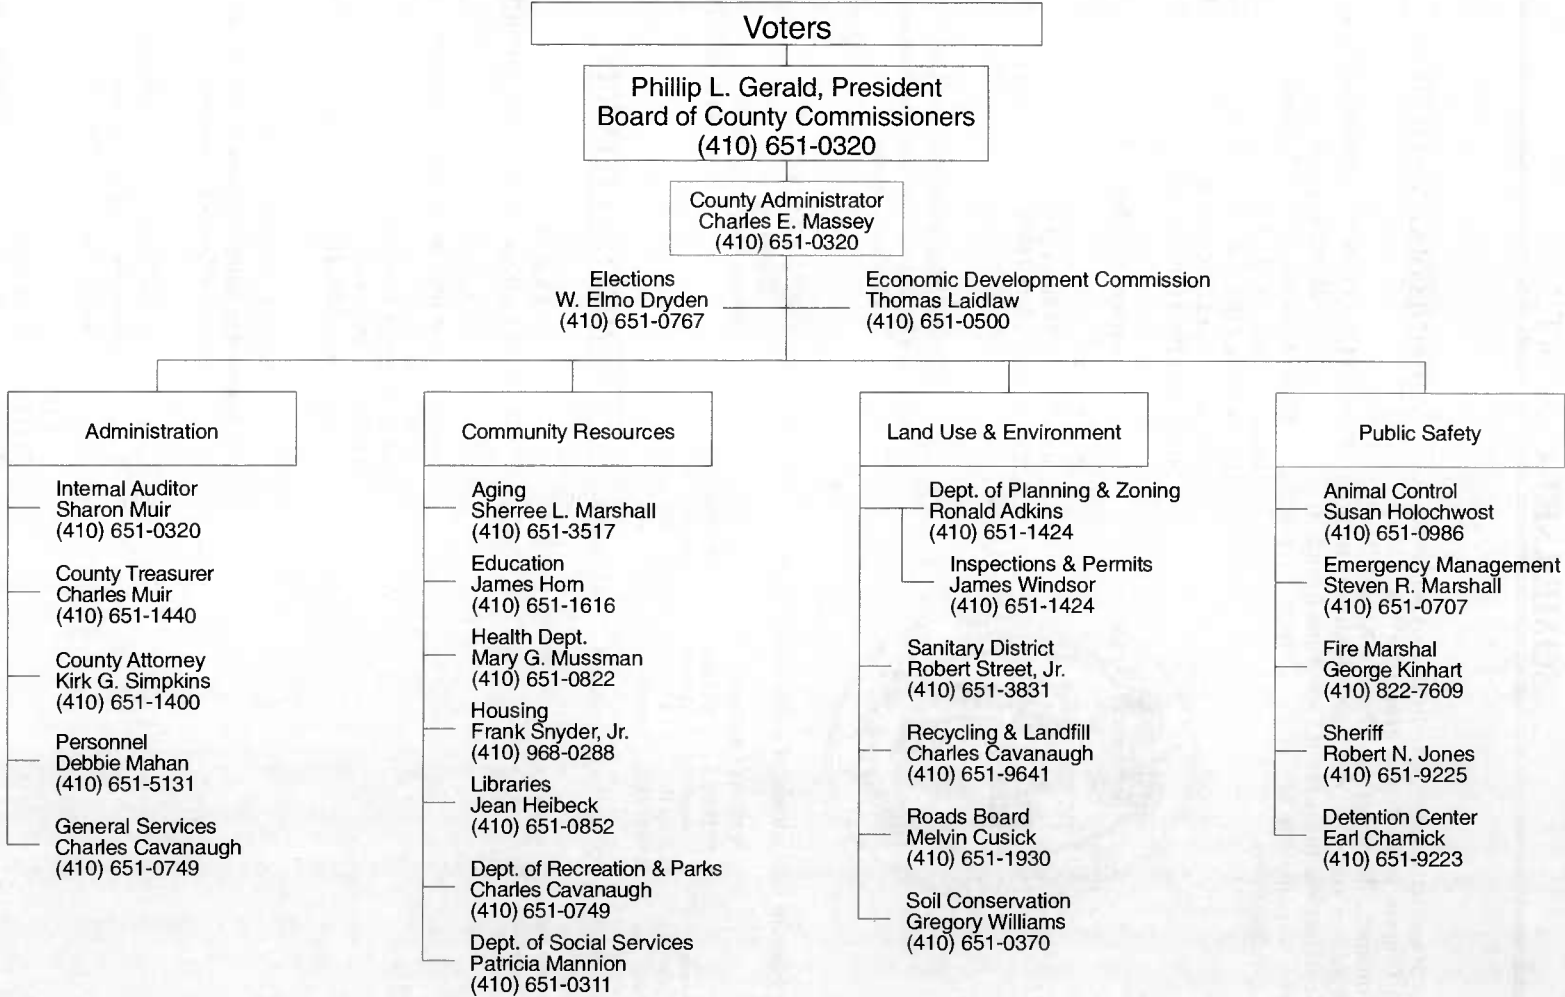 Voters
Phillip L. Gerald, President
Board of County Commissioners
(410) 651-0320
County Administrator
Charles E. Massey
(410) 651-0320
Elections
W. Elmo Dryden
(410) 651-0767
Economic Development Commission
Thomas Laidlaw
(410) 651-0500
Administration
Internal Auditor
Sharon Muir
(410) 651-0320
County Treasurer
Charles Muir
(410) 651-1440
County Attorney
Kirk G. Simpkins
(410) 651-1400
Personnel
Debbie Mahan
(410) 651-5131
General Services
Charles Cavanaugh
(410) 651-0749
Community Resources
Aging
Sherree L. Marshall
(410) 651-3517
Education
James Horn
(410) 651-1616
Health Dept.
Mary G. Mussman
(410) 651-0822
Housing
Frank Snyder, Jr.
(410) 968-0288
Libraries
Jean Heibeck
(410) 651-0852
Dept. of Recreation & Parks
Charles Cavanaugh
(410) 651-0749
Dept. of Social Services
Patricia Mannion
(410) 651-0311
Land Use & Environment
Dept. of Planning & Zoning
Ronald Adkins
(410) 651-1424
Inspections & Permits
James Windsor
(410) 651-1424
Sanitary District
Robert Street, Jr.
(410) 651-3831
Recycling & Landfill
Charles Cavanaugh
(410) 651-9641
Roads Board
Melvin Cusick
(410) 651-1930
Soil Conservation
Gregory Williams
(410) 651-0370
Public Safety
Animal Control
Susan Holochwost
(410) 651-0986
Emergency Management
Steven R. Marshall
(410) 651-0707
Fire Marshal
George Kinhart
(410) 822-7609
Sheriff
Robert N. Jones
(410) 651-9225
Detention Center
Earl Charnick
(410) 651-9223